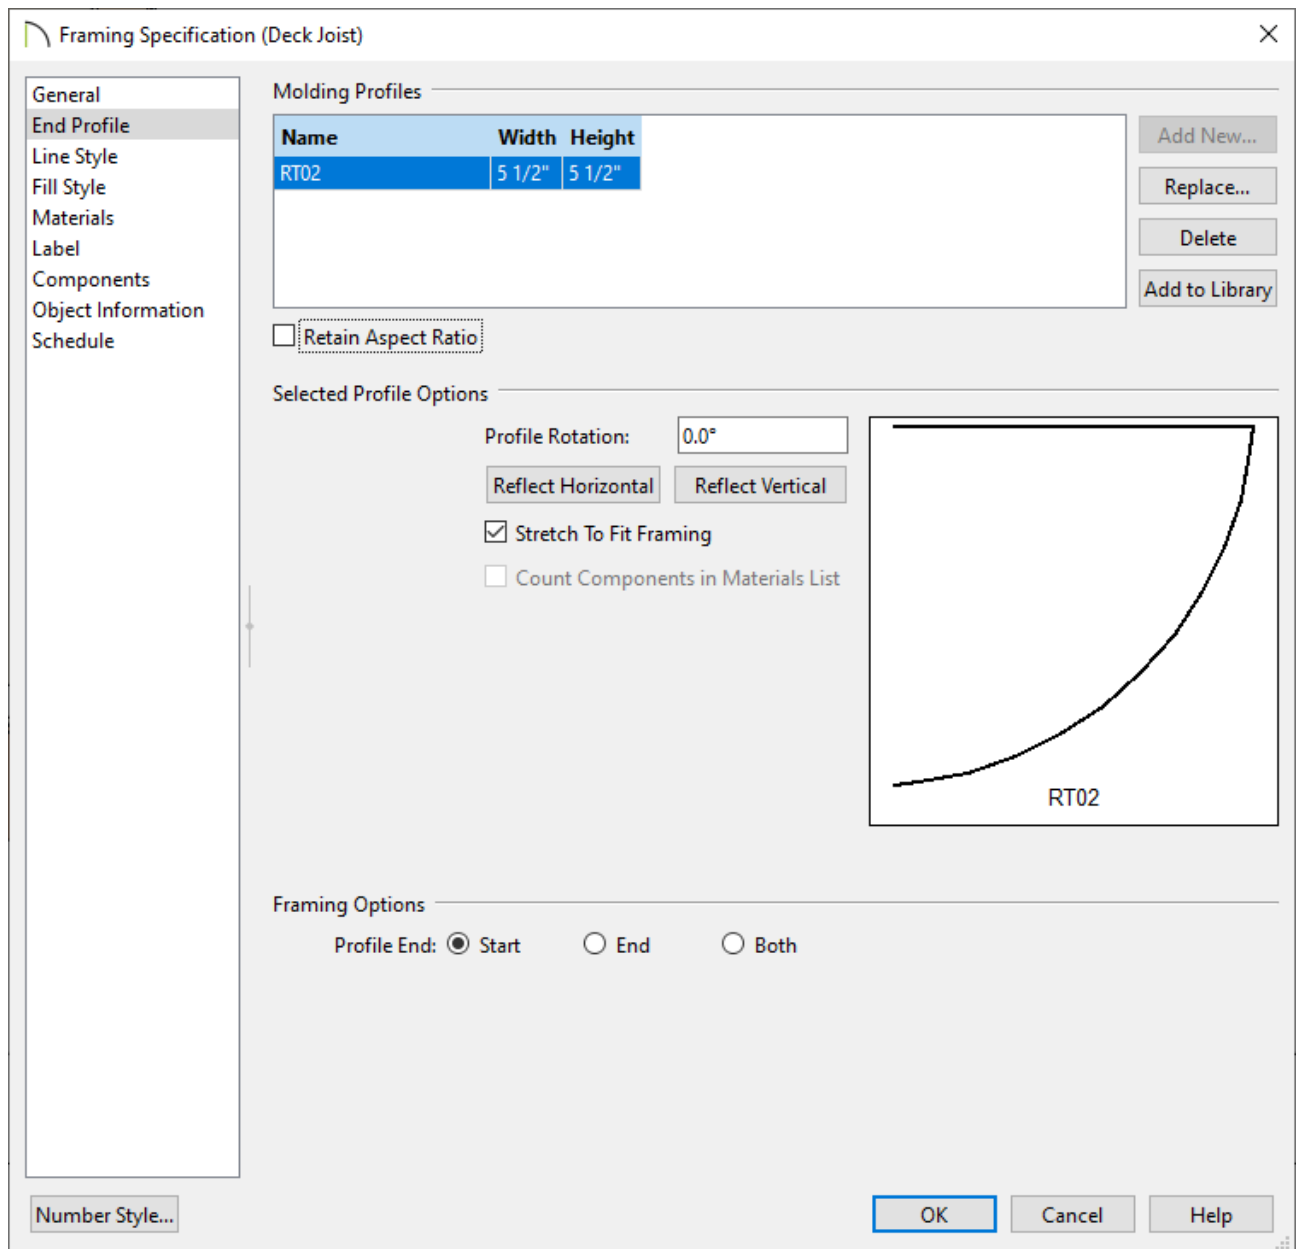 Framing Specification (Deck Joist)
General
End Profile
Line Style
Fill Style
Materials
Label
Components
Object Information
Schedule
Molding Profiles
Name Width Height
RT02 5 1/2" 5 1/2"
Add New...
Replace...
Delete
Add to Library
Retain Aspect Ratio
Selected Profile Options
Profile Rotation: 0.0°
Reflect Horizontal Reflect Vertical
Stretch To Fit Framing
Count Components in Materials List
RT02
Framing Options
Profile End: Start End Both
Number Style... OK Cancel Help